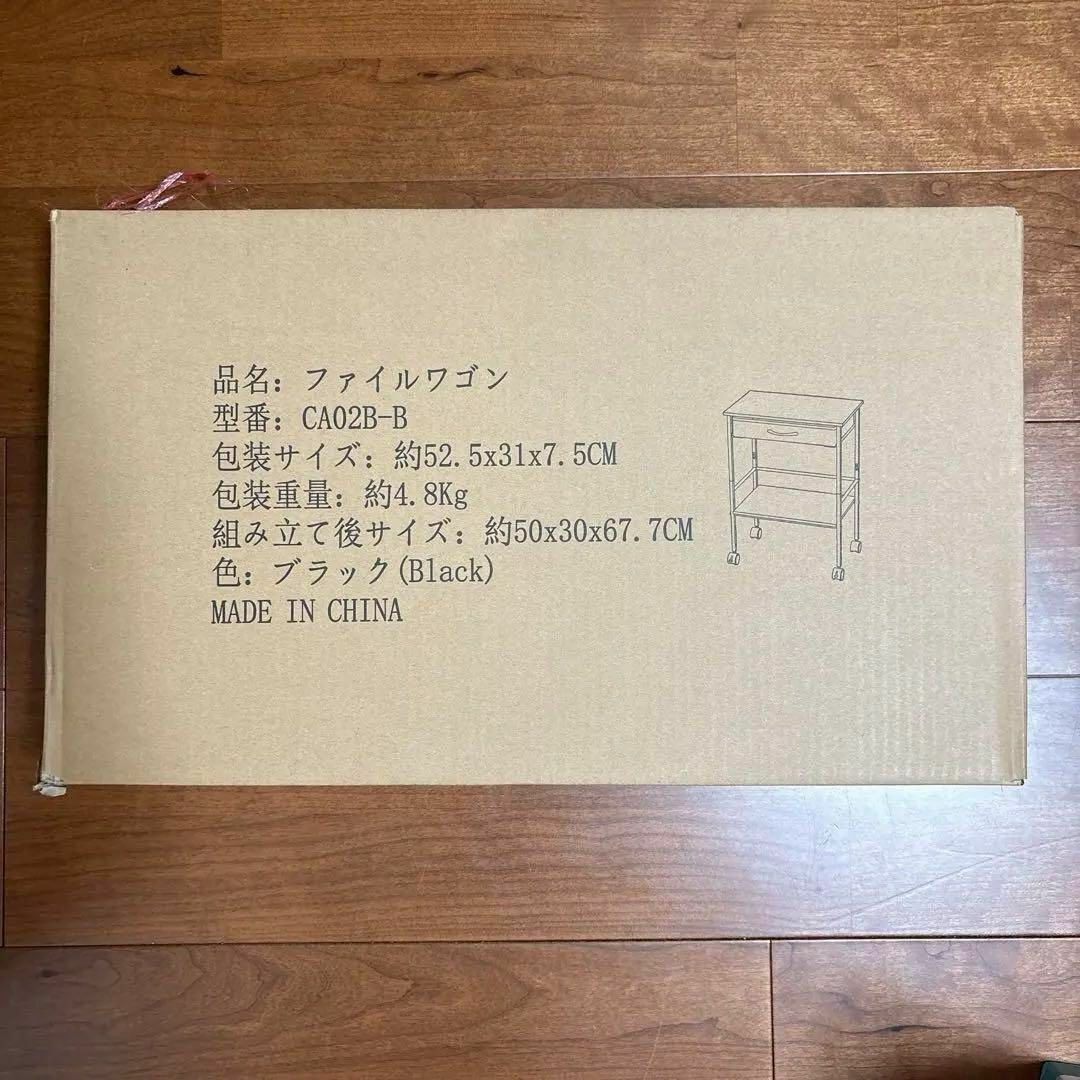 品名: ファイルワゴン
型番: CA02B-B
包装サイズ: 約52.5x31x7.5CM
包装重量: 約4.8Kg
組み立て後サイズ: 約50x30x67.7CM
色: ブラック(Black)
MADE IN CHINA